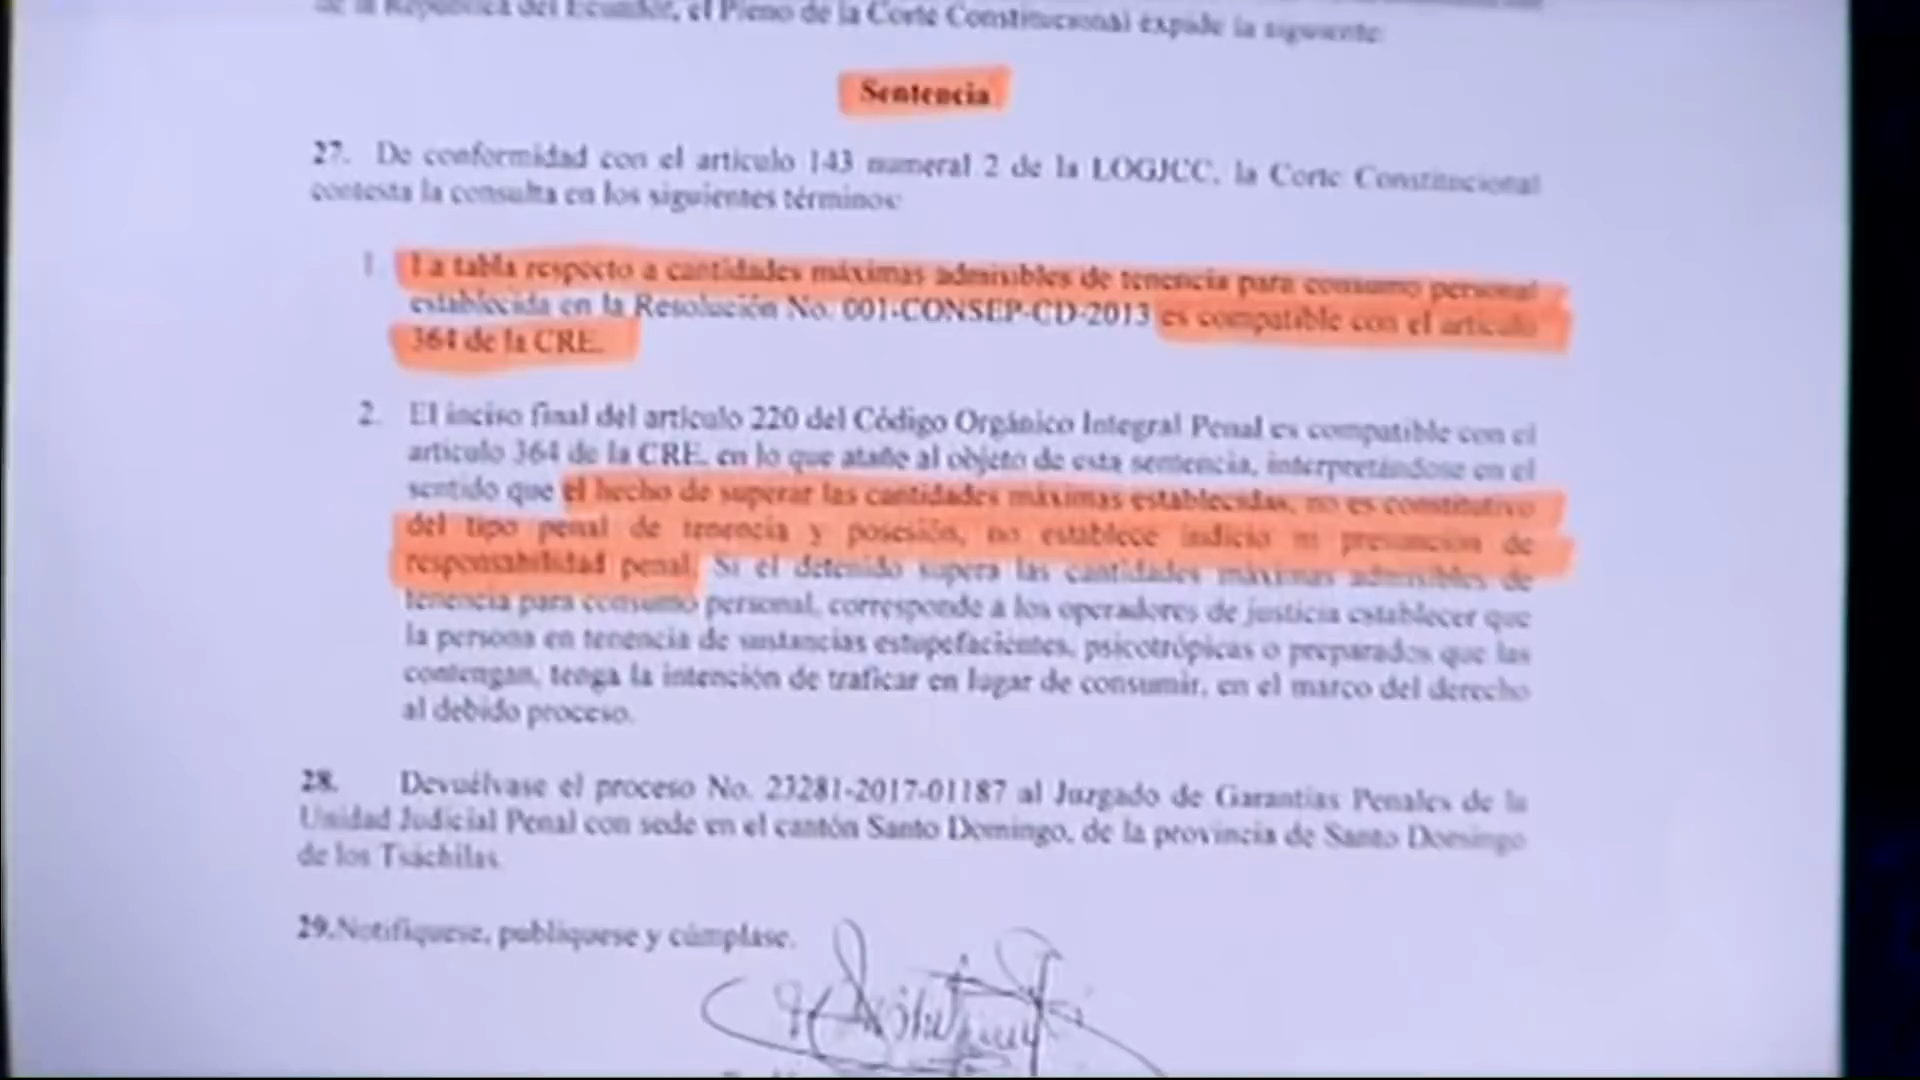 de la República del Ecuador, el Pleno de la Corte Constitucional expide la siguiente:
Sentencia
27. De conformidad con el artículo 143 numeral 2 de la LOGJCC, la Corte Constitucional
contesta la consulta en los siguientes términos:
1. La tabla respecto a cantidades máximas admisibles de tenencia para consumo personal
establecida en la Resolución No. 001-CONSEP-CD-2013 es compatible con el artículo
364 de la CRE.
2. El inciso final del artículo 220 del Código Orgánico Integral Penal es compatible con el
artículo 364 de la CRE, en lo que atañe al objeto de esta sentencia, interpretándose en el
sentido que el hecho de superar las cantidades máximas establecidas, no es constitutivo
del tipo penal de tenencia y posesión, no establece indicio ni presunción de
responsabilidad penal. Si el detenido supera las cantidades máximas admisibles de
tenencia para consumo personal, corresponde a los operadores de justicia establecer que
la persona en tenencia de sustancias estupefacientes, psicotrópicas o preparados que las
contengan, tenga la intención de traficar en lugar de consumir, en el marco del derecho
al debido proceso.
28. Devuélvase el proceso No. 23281-2017-01187 al Juzgado de Garantías Penales de la
Unidad Judicial Penal con sede en el cantón Santo Domingo, de la provincia de Santo Domingo
de los Tsáchilas.
29.Notifíquese, publíquese y cúmplase.